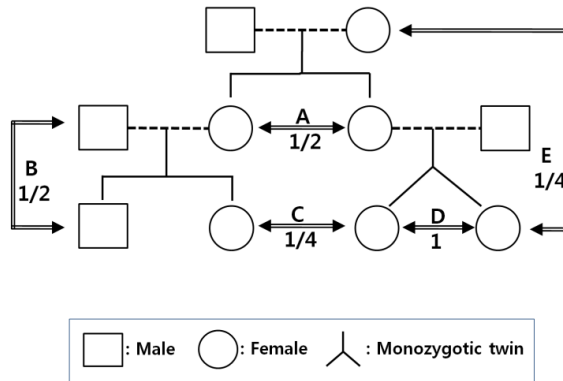 A
1/2
E
1/4
B
1/2
C
1/4
D
1
: Male
: Female
: Monozygotic twin